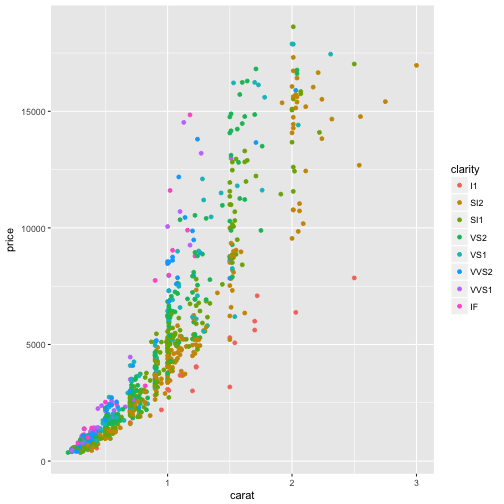 clarity
I1
SI2
SI1
VS2
VS1
VVS2
VVS1
IF
price
15000
10000
5000
0
1
2
3
carat